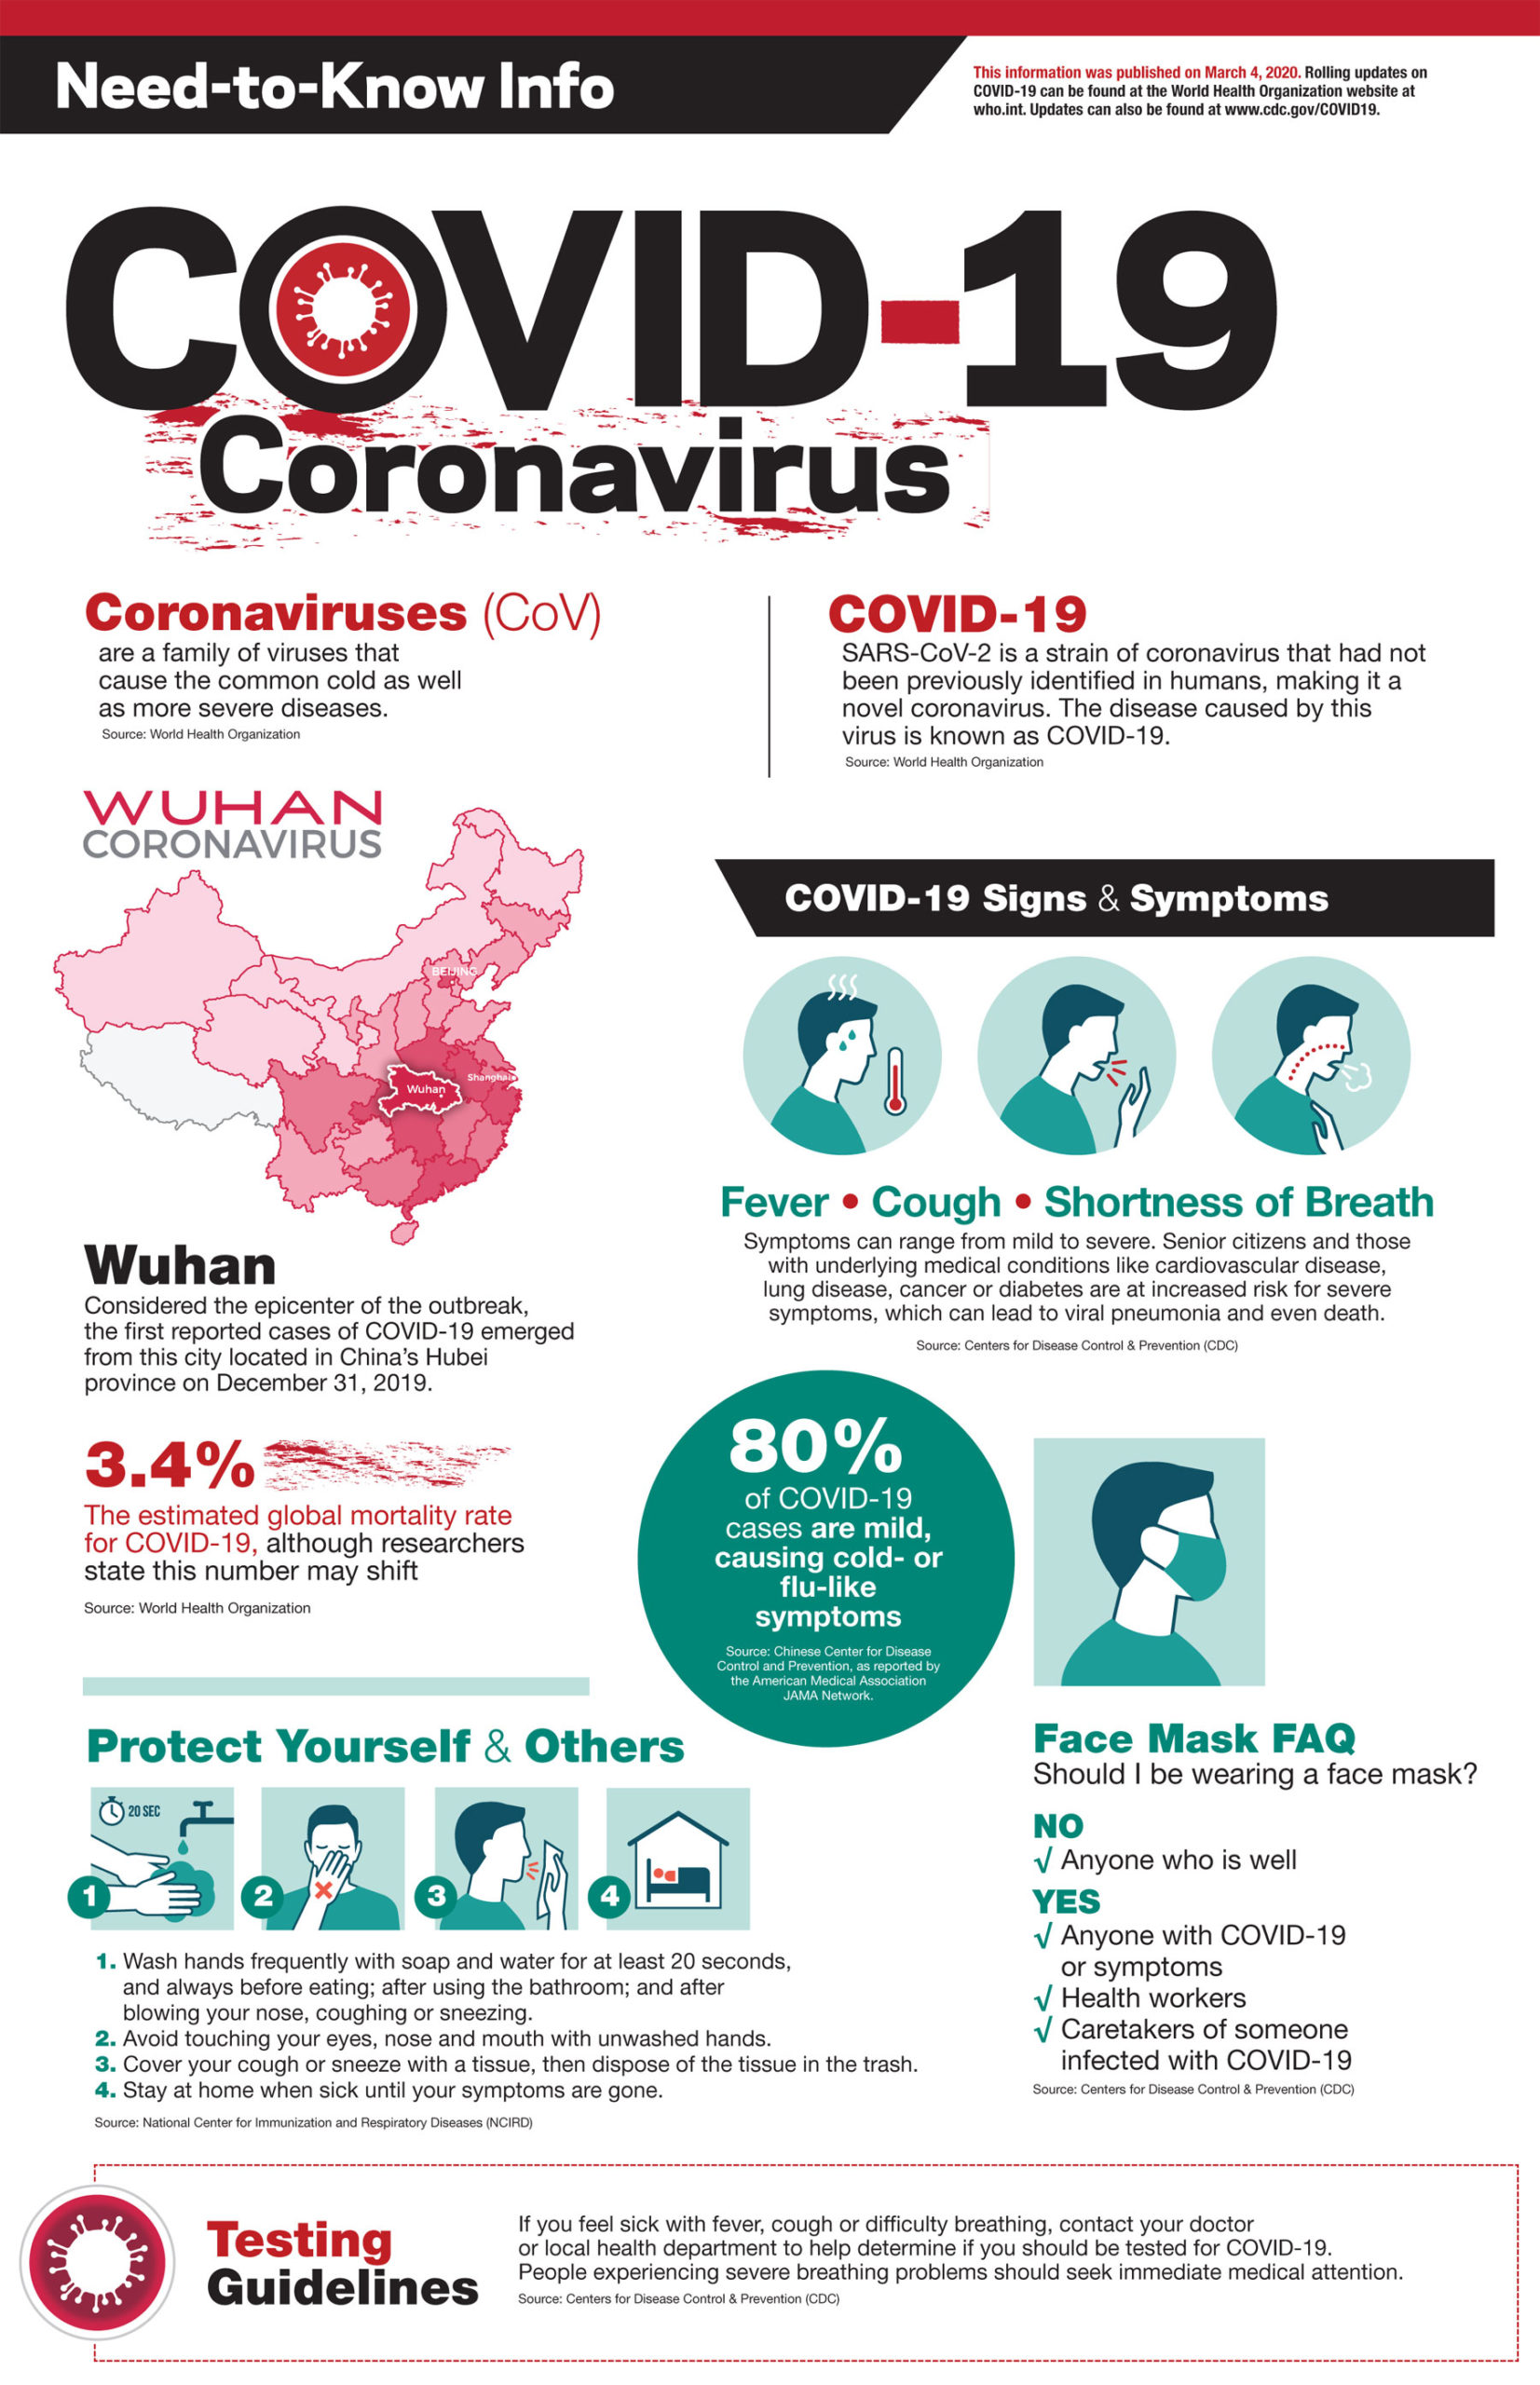 Need-to-Know Info
This information was published on March 4, 2020. Rolling updates on
COVID-19 can be found at the World Health Organization website at
who.int. Updates can also be found at www.cdc.gov/COVID19.
COVID-19
Coronavirus
Coronaviruses (CoV)
are a family of viruses that
cause the common cold as well
as more severe diseases.
Source: World Health Organization
COVID-19
SARS-CoV-2 is a strain of coronavirus that had not
been previously identified in humans, making it a
novel coronavirus. The disease caused by this
virus is known as COVID-19.
Source: World Health Organization
WUHAN
CORONAVIRUS
BEIJING
Shanghai
Wuhan
Wuhan
Considered the epicenter of the outbreak,
the first reported cases of COVID-19 emerged
from this city located in China's Hubei
province on December 31, 2019.
3.4%
The estimated global mortality rate
for COVID-19, although researchers
state this number may shift
Source: World Health Organization
COVID-19 Signs & Symptoms
Fever • Cough • Shortness of Breath
Symptoms can range from mild to severe. Senior citizens and those
with underlying medical conditions like cardiovascular disease,
lung disease, cancer or diabetes are at increased risk for severe
symptoms, which can lead to viral pneumonia and even death.
Source: Centers for Disease Control & Prevention (CDC)
80%
of COVID-19
cases are mild,
causing cold- or
flu-like
symptoms
Source: Chinese Center for Disease
Control and Prevention, as reported by
the American Medical Association
JAMA Network.
Protect Yourself & Others
20 SEC
1
2
3
4
1. Wash hands frequently with soap and water for at least 20 seconds,
and always before eating; after using the bathroom; and after
blowing your nose, coughing or sneezing.
2. Avoid touching your eyes, nose and mouth with unwashed hands.
3. Cover your cough or sneeze with a tissue, then dispose of the tissue in the trash.
4. Stay at home when sick until your symptoms are gone.
Source: National Center for Immunization and Respiratory Diseases (NCIRD)
Face Mask FAQ
Should I be wearing a face mask?
NO
√ Anyone who is well
YES
√ Anyone with COVID-19
or symptoms
√ Health workers
√ Caretakers of someone
infected with COVID-19
Source: Centers for Disease Control & Prevention (CDC)
Testing
Guidelines
If you feel sick with fever, cough or difficulty breathing, contact your doctor
or local health department to help determine if you should be tested for COVID-19.
People experiencing severe breathing problems should seek immediate medical attention.
Source: Centers for Disease Control & Prevention (CDC)